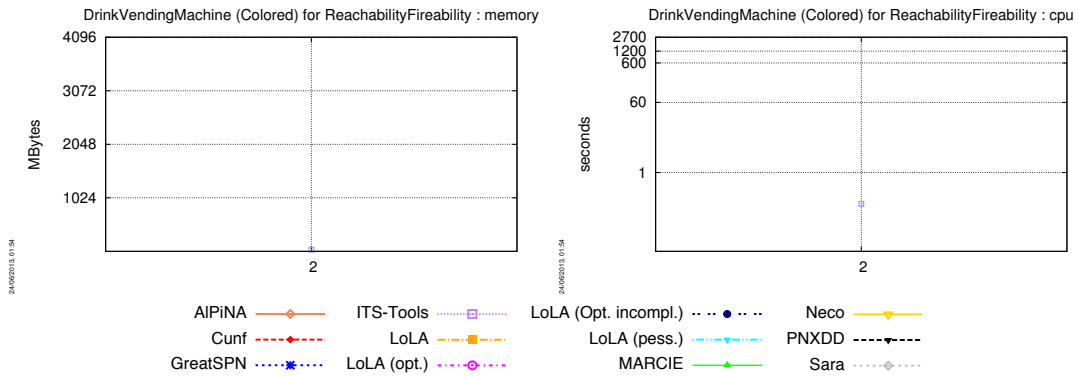 DrinkVendingMachine (Colored) for ReachabilityFireability : memory
4096
3072
2048
1024
MBytes
2
24/06/2013, 01:54
DrinkVendingMachine (Colored) for ReachabilityFireability : cpu
2700
1200
600
60
1
seconds
2
24/06/2013, 01:54
AlPiNA
Cunf
GreatSPN
ITS-Tools
LoLA
LoLA (opt.)
LoLA (Opt. incompl.)
LoLA (pess.)
MARCIE
Neco
PNXDD
Sara